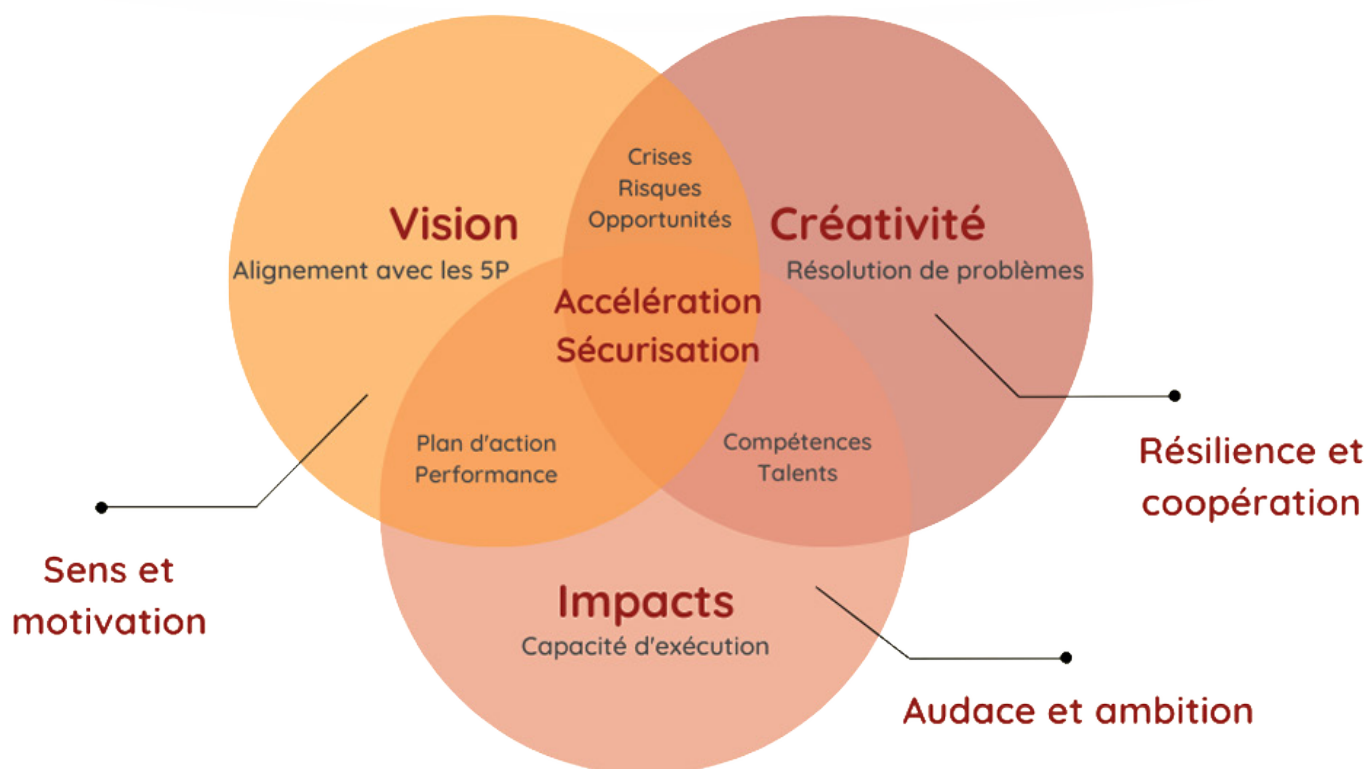 Crises
Risques
Opportunités
Vision
Alignement avec les 5P
Créativité
Résolution de problèmes
Accélération
Sécurisation
Plan d'action
Performance
Compétences
Talents
Résilience et
coopération
Sens et
motivation
Impacts
Capacité d'exécution
Audace et ambition